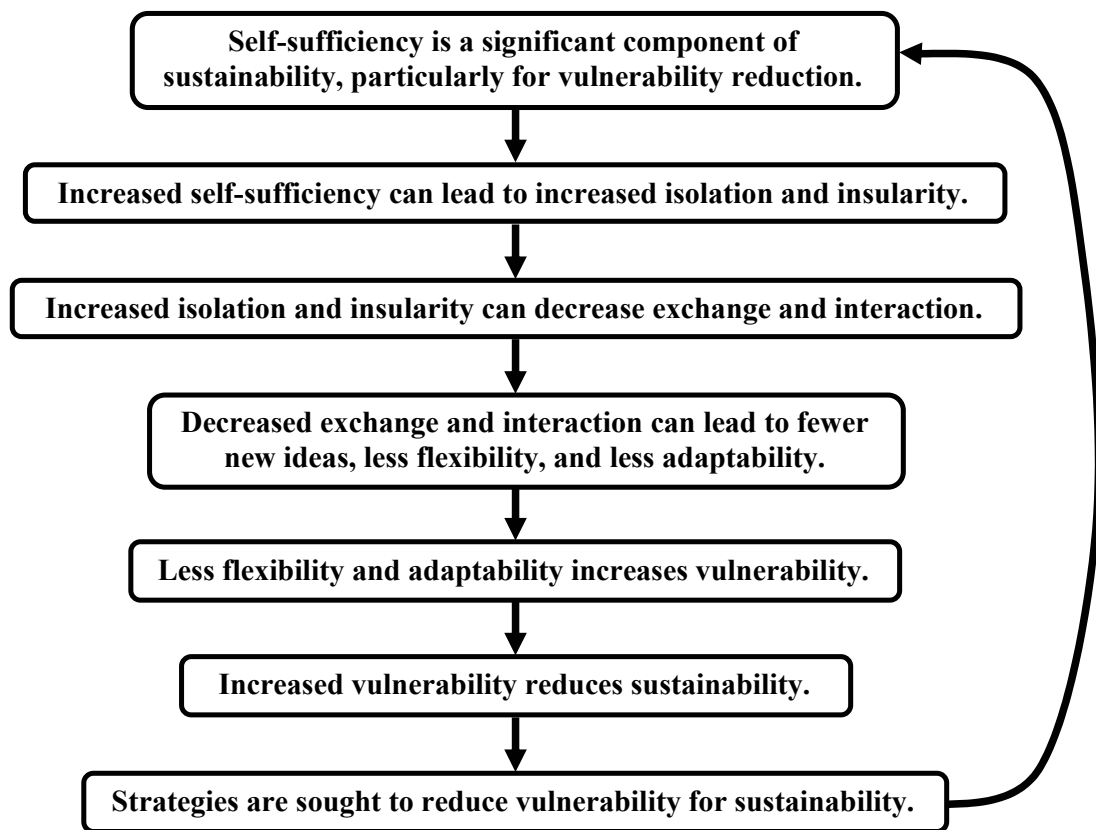 Self-sufficiency is a significant component of
sustainability, particularly for vulnerability reduction.
Increased self-sufficiency can lead to increased isolation and insularity.
Increased isolation and insularity can decrease exchange and interaction.
Decreased exchange and interaction can lead to fewer
new ideas, less flexibility, and less adaptability.
Less flexibility and adaptability increases vulnerability.
Increased vulnerability reduces sustainability.
Strategies are sought to reduce vulnerability for sustainability.